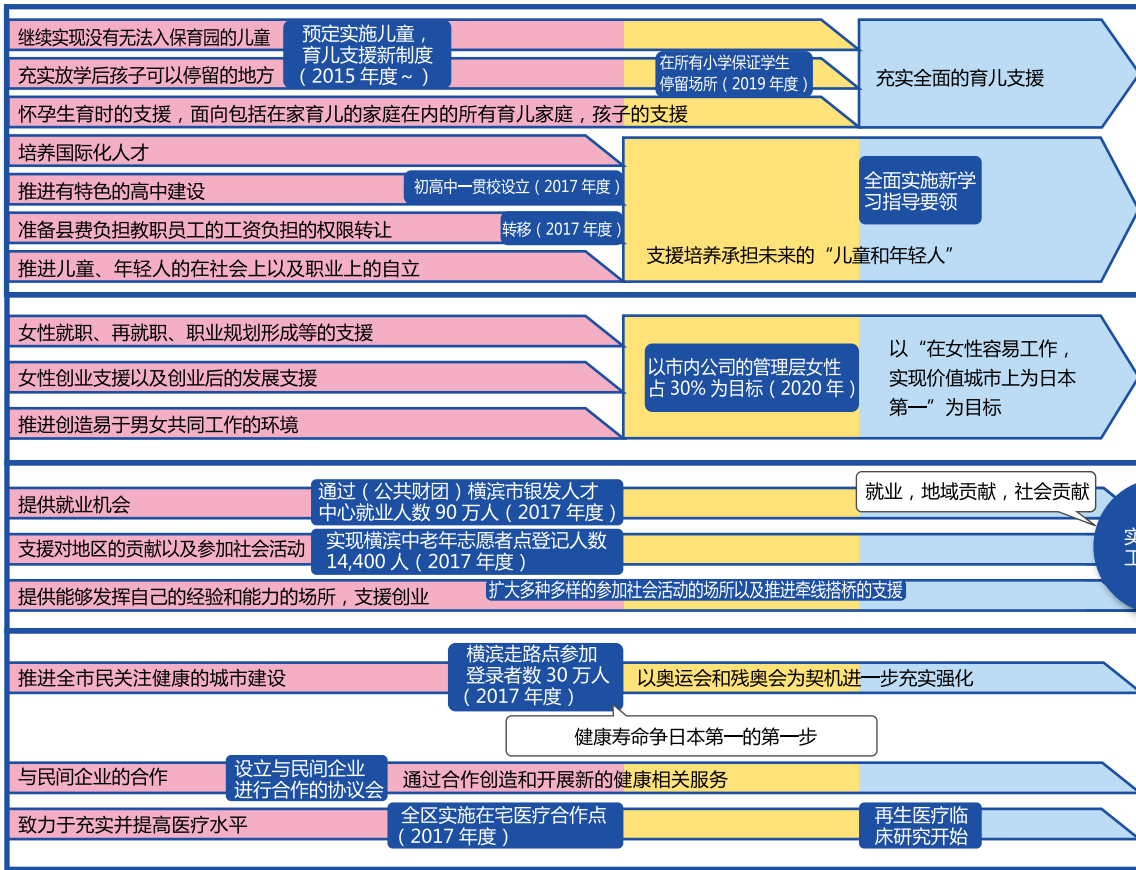 继续实现没有无法入保育园的儿童
预定实施儿童，
育儿支援新制度
（2015 年度～）
充实放学后孩子可以停留的地方
在所有小学保证学生
停留场所（2019 年度）
怀孕生育时的支援，面向包括在家育儿的家庭在内的所有育儿家庭，孩子的支援
充实全面的育儿支援
培养国际化人才
推进有特色的高中建设
初高中一贯校设立（2017 年度）
准备县费负担教职员工的工资负担的权限转让
转移（2017 年度）
推进儿童、年轻人的在社会上以及职业上的自立
全面实施新学
习指导要领
支援培养承担未来的“儿童和年轻人”
女性就职、再就职、职业规划形成等的支援
女性创业支援以及创业后的发展支援
推进创造易于男女共同工作的环境
以市内公司的管理层女性
占 30% 为目标（2020 年）
以“在女性容易工作，
实现价值城市上为日本
第一”为目标
提供就业机会
通过（公共财团）横滨市银发人才
中心就业人数 90 万人（2017 年度）
就业，地域贡献，社会贡献
支援对地区的贡献以及参加社会活动
实现横滨中老年志愿者点登记人数
14,400 人（2017 年度）
实
工
提供能够发挥自己的经验和能力的场所，支援创业
扩大多种多样的参加社会活动的场所以及推进牵线搭桥的支援
推进全市民关注健康的城市建设
横滨走路点参加
登录者数 30 万人
（2017 年度）
以奥运会和残奥会为契机进一步充实强化
健康寿命争日本第一的第一步
与民间企业的合作
设立与民间企业
进行合作的协议会
通过合作创造和开展新的健康相关服务
致力于充实并提高医疗水平
全区实施在宅医疗合作点
（2017 年度）
再生医疗临
床研究开始